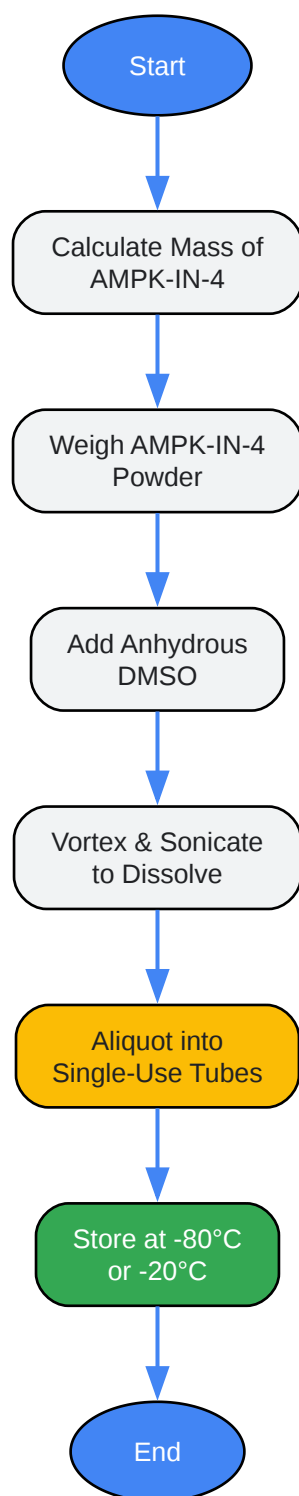 Start
Calculate Mass of
AMPK-IN-4
Weigh AMPK-IN-4
Powder
Add Anhydrous
DMSO
Vortex & Sonicate
to Dissolve
Aliquot into
Single-Use Tubes
Store at -80°C
or -20°C
End